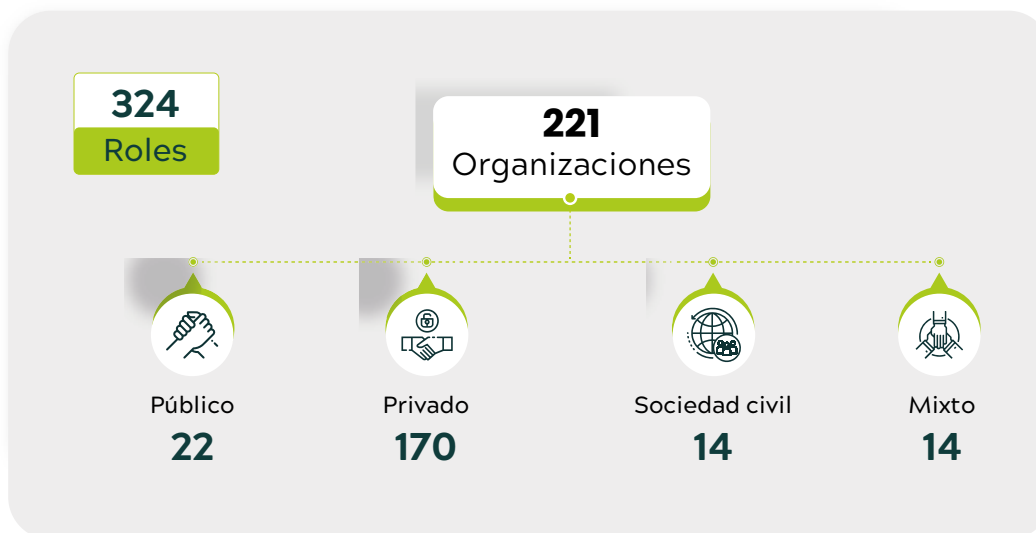 324
Roles
221
Organizaciones
Público
22
Privado
170
Sociedad civil
14
Mixto
14